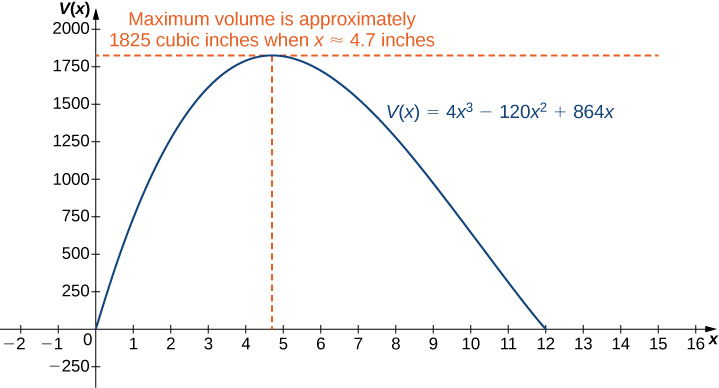 V(x)
2000
Maximum volume is approximately
1825 cubic inches when x ≈ 4.7 inches
1750
1500
V(x) = 4x³ − 120x² + 864x
1250
1000
750
500
250
−2 −1 0 1 2 3 4 5 6 7 8 9 10 11 12 13 14 15 16 x
−250